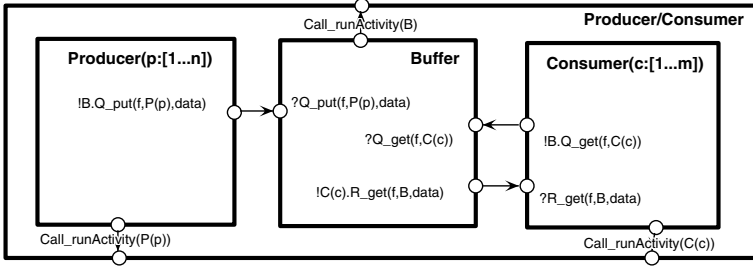 Call_runActivity(B)
Producer/Consumer
Producer(p:[1...n])
Buffer
Consumer(c:[1...m])
!B.Q_put(f,P(p),data)
?Q_put(f,P(p),data)
?Q_get(f,C(c))
!B.Q_get(f,C(c))
!C(c).R_get(f,B,data)
?R_get(f,B,data)
Call_runActivity(P(p))
Call_runActivity(C(c))